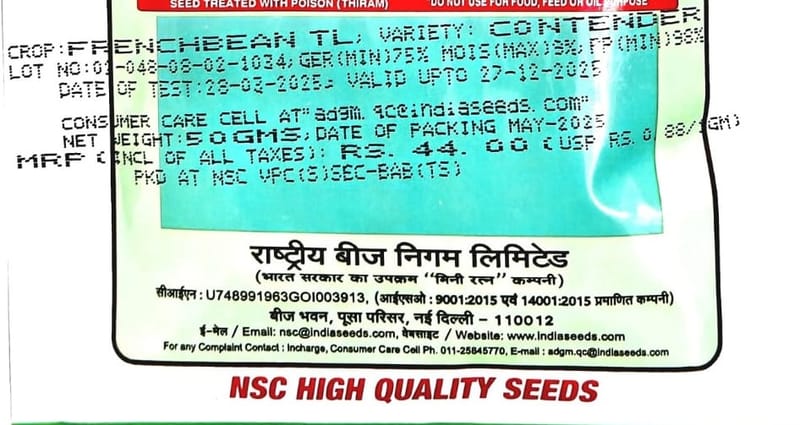 SEED TREATED WITH POISON (THIRAM)
"DO NOT USE FOR FOOD, FEED OR OIL PURPOSE"
CROP:FRENCHBEAN TL, VARIETY: CONTENDER
LOT NO:02-048-08-02-1034,GER(MIN)75% MOIS(MAX)9%,PP(MIN)98%
DATE OF TEST:28-03-2025, VALID UPTO 27-12-2025
CONSUMER CARE CELL AT"adgm.qc@indiaseeds.com"
NET WEIGHT:50GMS,DATE OF PACKING MAY-2025
MRP (INCL OF ALL TAXES): RS. 44.00 (USP RS.0.88/1GM)
PKD AT NSC VPC(S)SEC-BAB(TS)
राष्ट्रीय बीज निगम लिमिटेड
(भारत सरकार का उपक्रम "मिनी रत्न" कम्पनी)
सीआईएन : U748991963GOI003913, (आईएसओ : 9001:2015 एवं 14001:2015 प्रमाणित कम्पनी)
बीज भवन, पूसा परिसर, नई दिल्ली - 110012
ई-मेल / Email: nsc@indiaseeds.com, वेबसाइट / Website: www.indiaseeds.com
For any Complaint Contact : Incharge, Consumer Care Cell Ph. 011-25845770, E-mail : adgm.qc@indiaseeds.com
NSC HIGH QUALITY SEEDS